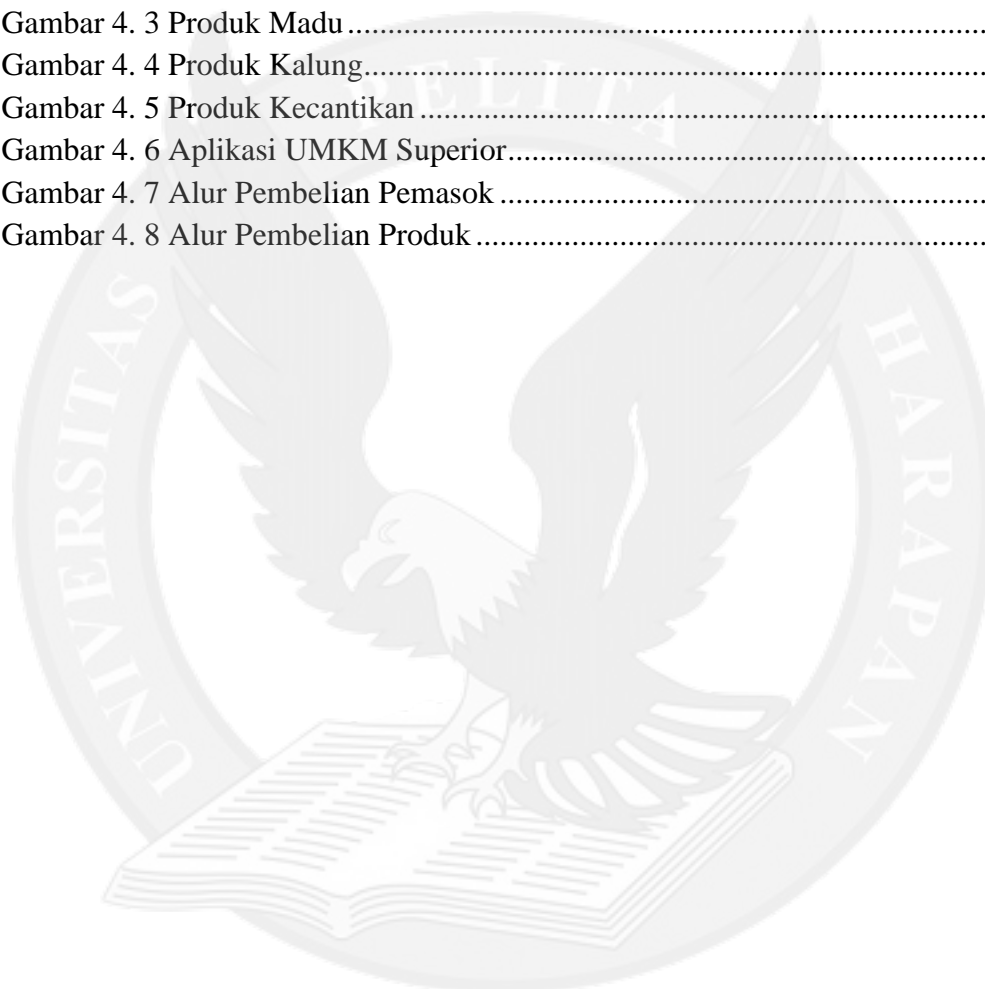 Gambar 4. 3 Produk Madu ........................................................................................
Gambar 4. 4 Produk Kalung......................................................................................
Gambar 4. 5 Produk Kecantikan ...............................................................................
Gambar 4. 6 Aplikasi UMKM Superior....................................................................
Gambar 4. 7 Alur Pembelian Pemasok .....................................................................
Gambar 4. 8 Alur Pembelian Produk ........................................................................
UNIVERSITAS PELITA HARAPAN